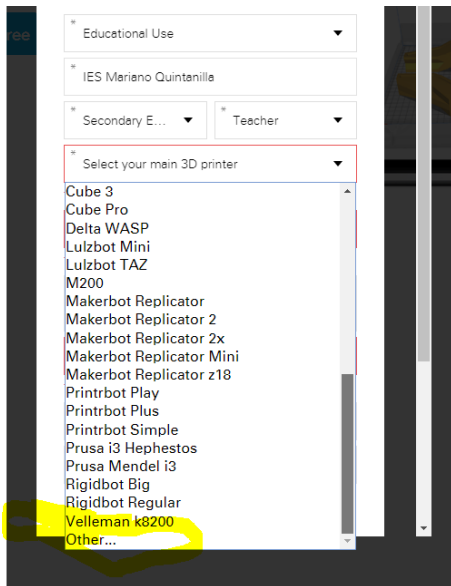 ree
* Educational Use
* IES Mariano Quintanilla
* Secondary E... * Teacher
* Select your main 3D printer
Cube 3
Cube Pro
Delta WASP
Lulzbot Mini
Lulzbot TAZ
M200
Makerbot Replicator
Makerbot Replicator 2
Makerbot Replicator 2x
Makerbot Replicator Mini
Makerbot Replicator z18
Printrbot Play
Printrbot Plus
Printrbot Simple
Prusa i3 Hephestos
Prusa Mendel i3
Rigidbot Big
Rigidbot Regular
Velleman k8200
Other...